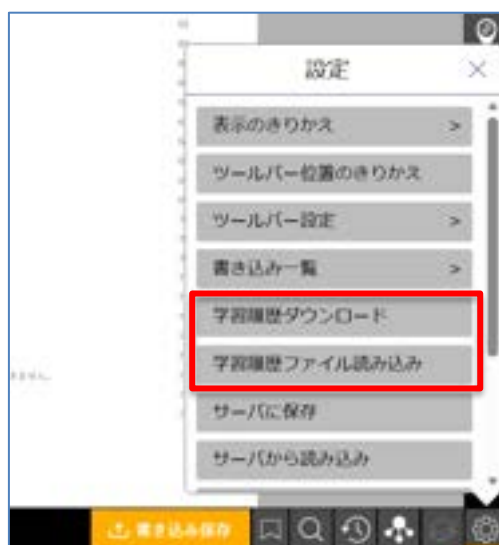 設定
表示のきりかえ
ツールバー位置のきりかえ
ツールバー設定
書き込み一覧
学習履歴ダウンロード
学習履歴ファイル読み込み
サーバに保存
サーバから読み込み
書き込み保存